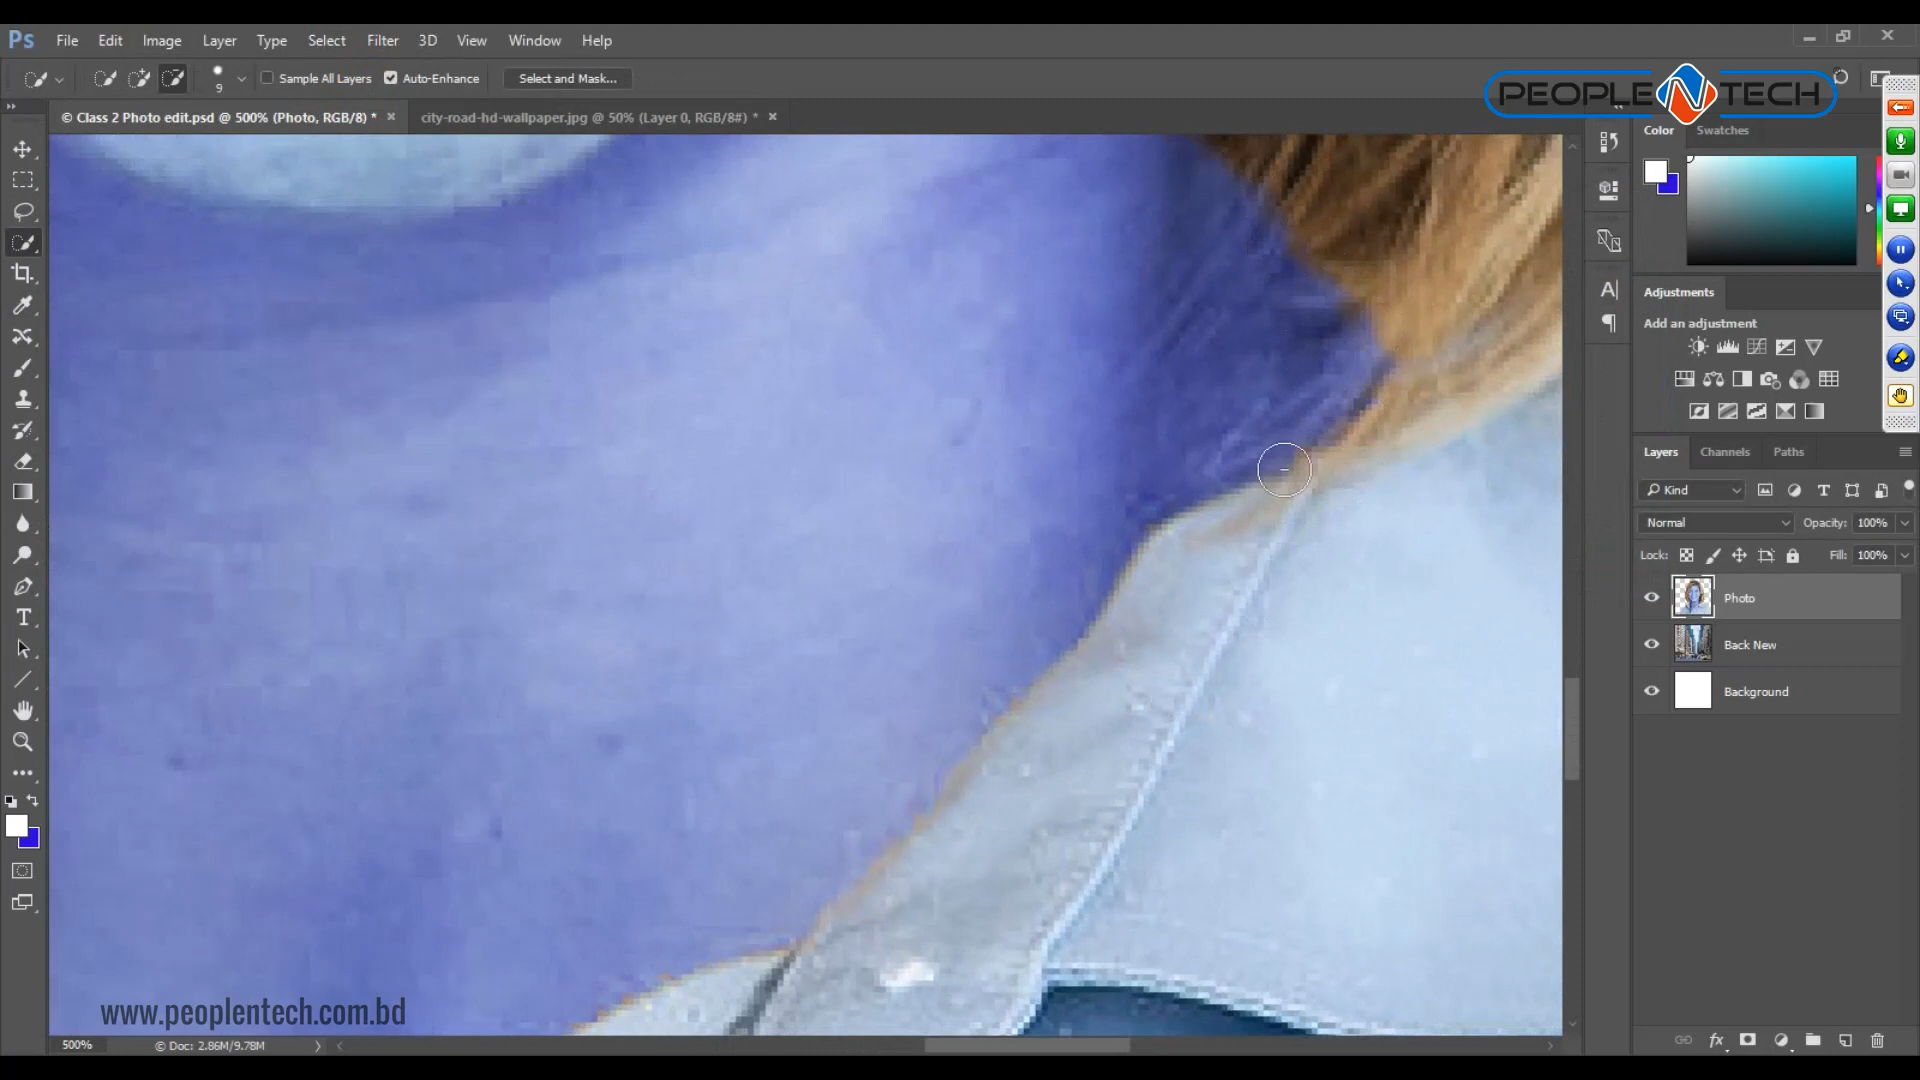 Ps File Edit Image Layer Type Select Filter 3D View Window Help
9 Sample All Layers Auto-Enhance Select and Mask...
PEOPLE N TECH
© Class 2 Photo edit.psd @ 500% (Photo, RGB/8) * city-road-hd-wallpaper.jpg @ 50% (Layer 0, RGB/8#) *
Color Swatches
Adjustments
Add an adjustment
Layers Channels Paths
Kind
Normal Opacity: 100%
Lock: Fill: 100%
Photo
Back New
Background
www.peoplentech.com.bd
500% © Doc: 2.86M/9.78M